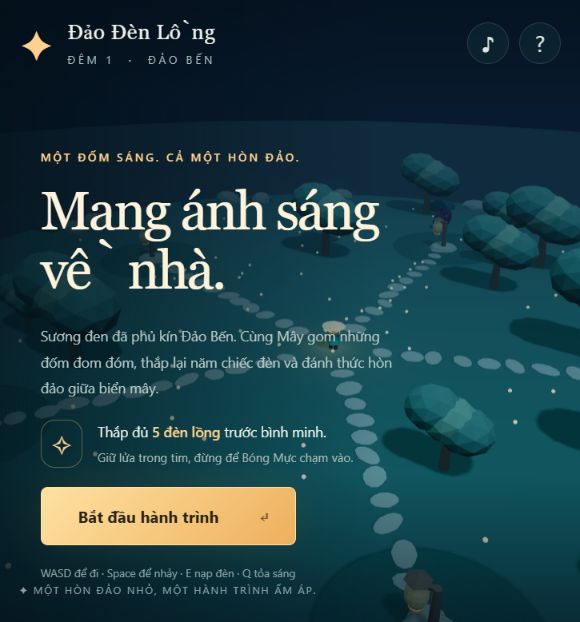 Đảo Đèn Lồng
ĐÊM 1 · ĐẢO BẾN
?
MỘT ĐỐM SÁNG. CẢ MỘT HÒN ĐẢO.
Mang ánh sáng
về nhà.
Sương đen đã phủ kín Đảo Bến. Cùng Mây gom những
đốm đom đóm, thắp lại năm chiếc đèn và đánh thức hòn
đảo giữa biển mây.
Thắp đủ 5 đèn lồng trước bình minh.
Giữ lửa trong tim, đừng để Bóng Mực chạm vào.
Bắt đầu hành trình
WASD để đi · Space để nhảy · E nạp đèn · Q tỏa sáng
MỘT HÒN ĐẢO NHỎ, MỘT HÀNH TRÌNH ẤM ÁP.